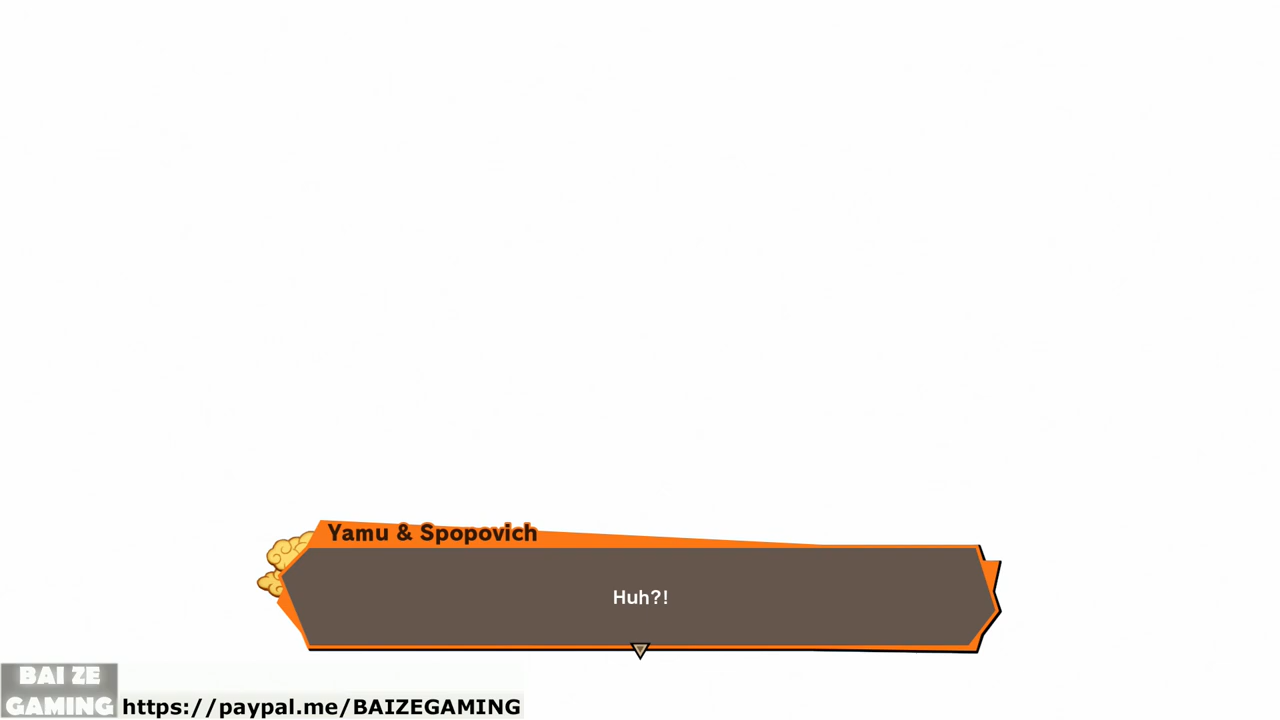 Yamu & Spopovich
Huh?!
BAI ZE
GAMING
https://paypal.me/BAIZEGAMING